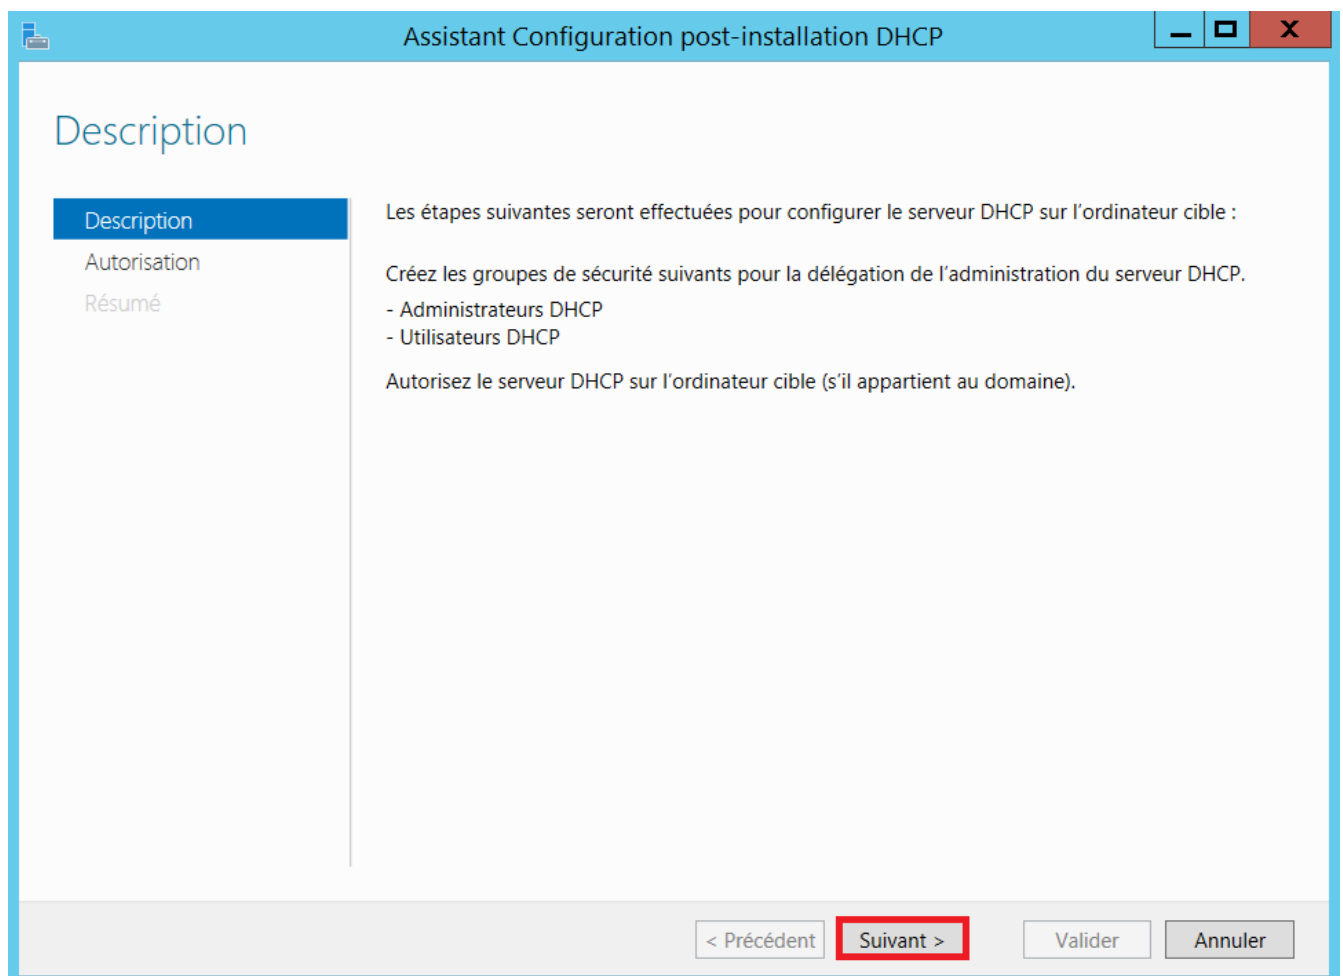 Assistant Configuration post-installation DHCP
Description
Description
Autorisation
Résumé
Les étapes suivantes seront effectuées pour configurer le serveur DHCP sur l’ordinateur cible :
Créez les groupes de sécurité suivants pour la délégation de l’administration du serveur DHCP.
- Administrateurs DHCP
- Utilisateurs DHCP
Autorisez le serveur DHCP sur l’ordinateur cible (s’il appartient au domaine).
< Précédent
Suivant >
Valider
Annuler